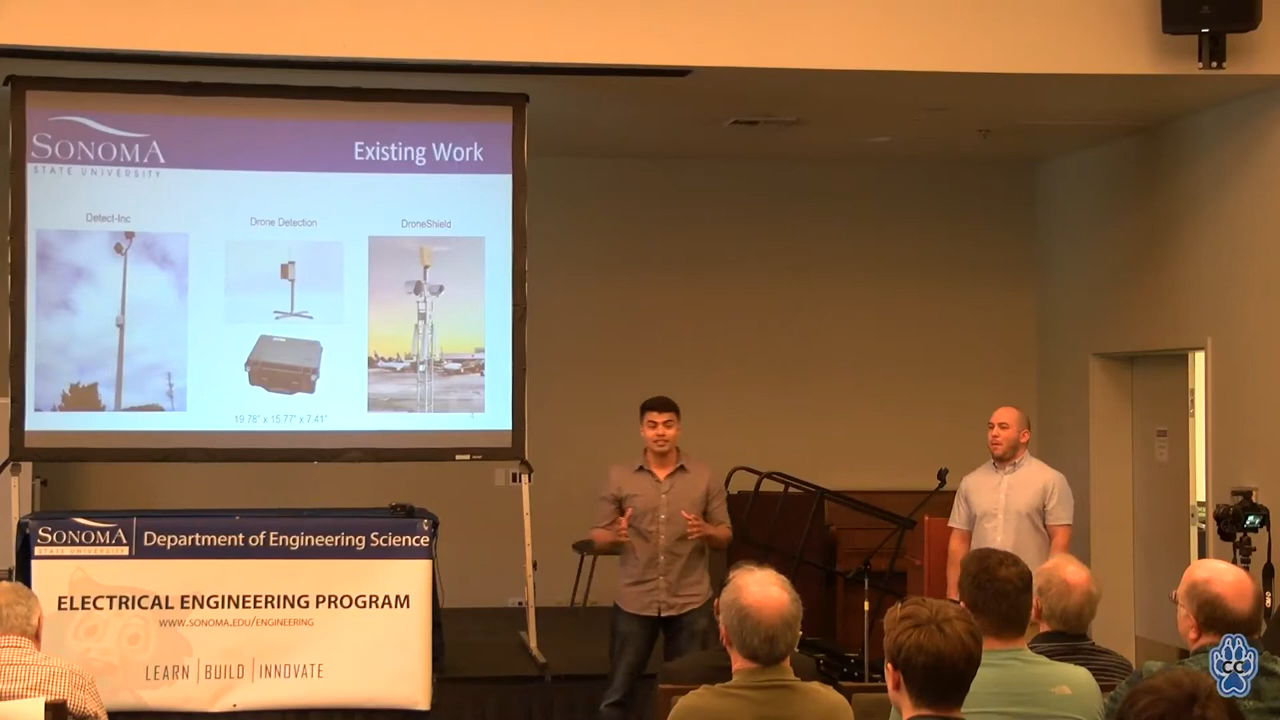 SONOMA
STATE UNIVERSITY
Existing Work
Detect-Inc
Drone Detection
DroneShield
19.78" x 15.77" x 7.41"
4
SONOMA
STATE UNIVERSITY
Department of Engineering Science
ELECTRICAL ENGINEERING PROGRAM
WWW.SONOMA.EDU/ENGINEERING
LEARN | BUILD | INNOVATE
CC